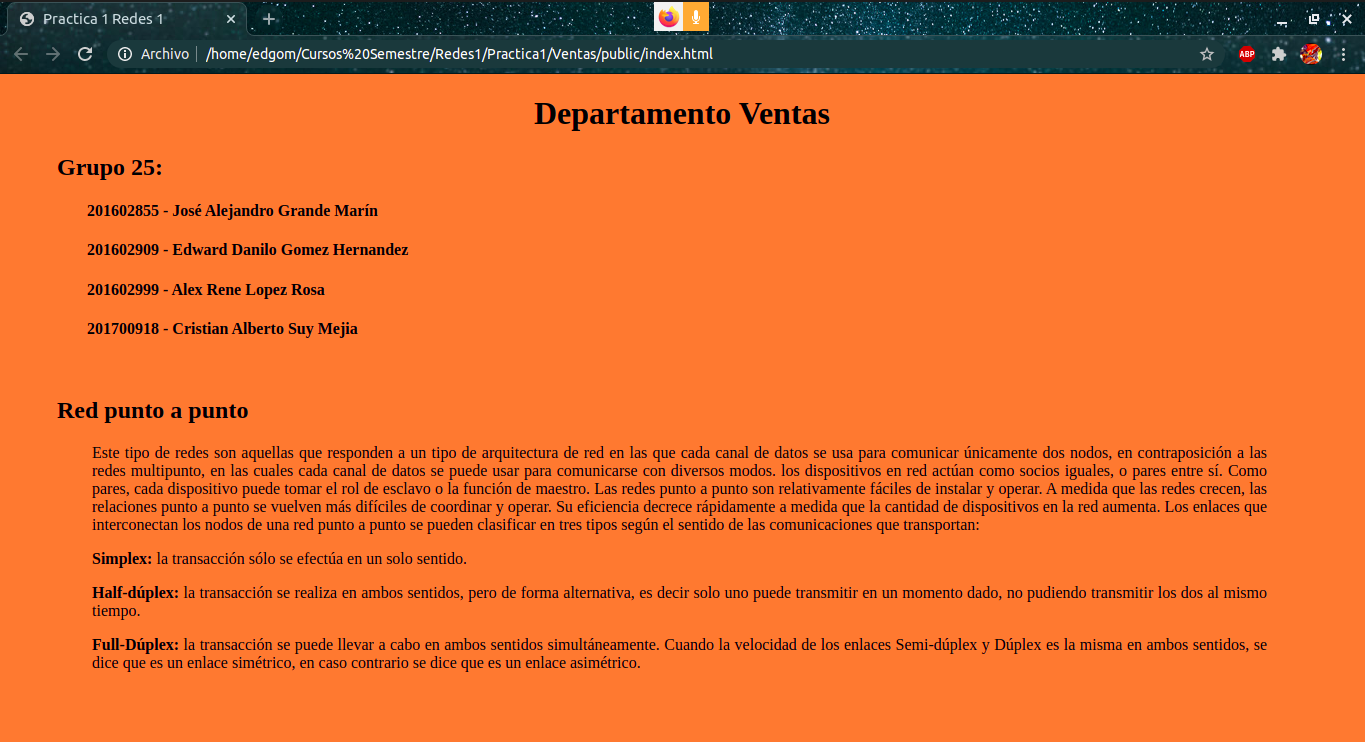 Practica 1 Redes 1
Archivo /home/edgom/Cursos%20Semestre/Redes1/Practica1/Ventas/public/index.html
ABP
Departamento Ventas
Grupo 25:
201602855 - José Alejandro Grande Marín
201602909 - Edward Danilo Gomez Hernandez
201602999 - Alex Rene Lopez Rosa
201700918 - Cristian Alberto Suy Mejia
Red punto a punto
Este tipo de redes son aquellas que responden a un tipo de arquitectura de red en las que cada canal de datos se usa para comunicar únicamente dos nodos, en contraposición a las
redes multipunto, en las cuales cada canal de datos se puede usar para comunicarse con diversos modos. los dispositivos en red actúan como socios iguales, o pares entre sí. Como
pares, cada dispositivo puede tomar el rol de esclavo o la función de maestro. Las redes punto a punto son relativamente fáciles de instalar y operar. A medida que las redes crecen, las
relaciones punto a punto se vuelven más difíciles de coordinar y operar. Su eficiencia decrece rápidamente a medida que la cantidad de dispositivos en la red aumenta. Los enlaces que
interconectan los nodos de una red punto a punto se pueden clasificar en tres tipos según el sentido de las comunicaciones que transportan:
Simplex: la transacción sólo se efectúa en un solo sentido.
Half-dúplex: la transacción se realiza en ambos sentidos, pero de forma alternativa, es decir solo uno puede transmitir en un momento dado, no pudiendo transmitir los dos al mismo
tiempo.
Full-Dúplex: la transacción se puede llevar a cabo en ambos sentidos simultáneamente. Cuando la velocidad de los enlaces Semi-dúplex y Dúplex es la misma en ambos sentidos, se
dice que es un enlace simétrico, en caso contrario se dice que es un enlace asimétrico.